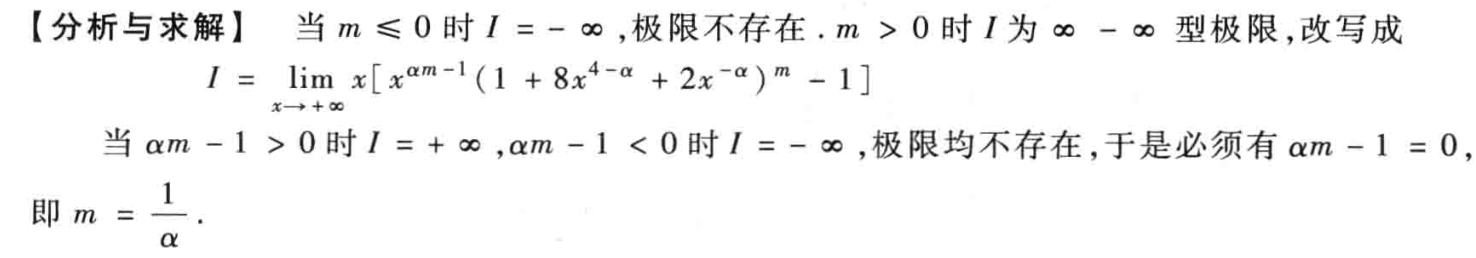 【分析与求解】 当 m ≤ 0 时 I = - ∞ ,极限不存在 . m > 0 时 I 为 ∞ - ∞ 型极限,改写成
I = lim_{x→+∞} x[x^{αm-1}(1 + 8x^{4-α} + 2x^{-α})^m - 1]
当 αm - 1 > 0 时 I = + ∞ ,αm - 1 < 0 时 I = - ∞ ,极限均不存在,于是必须有 αm - 1 = 0,
即 m = \frac{1}{α} .